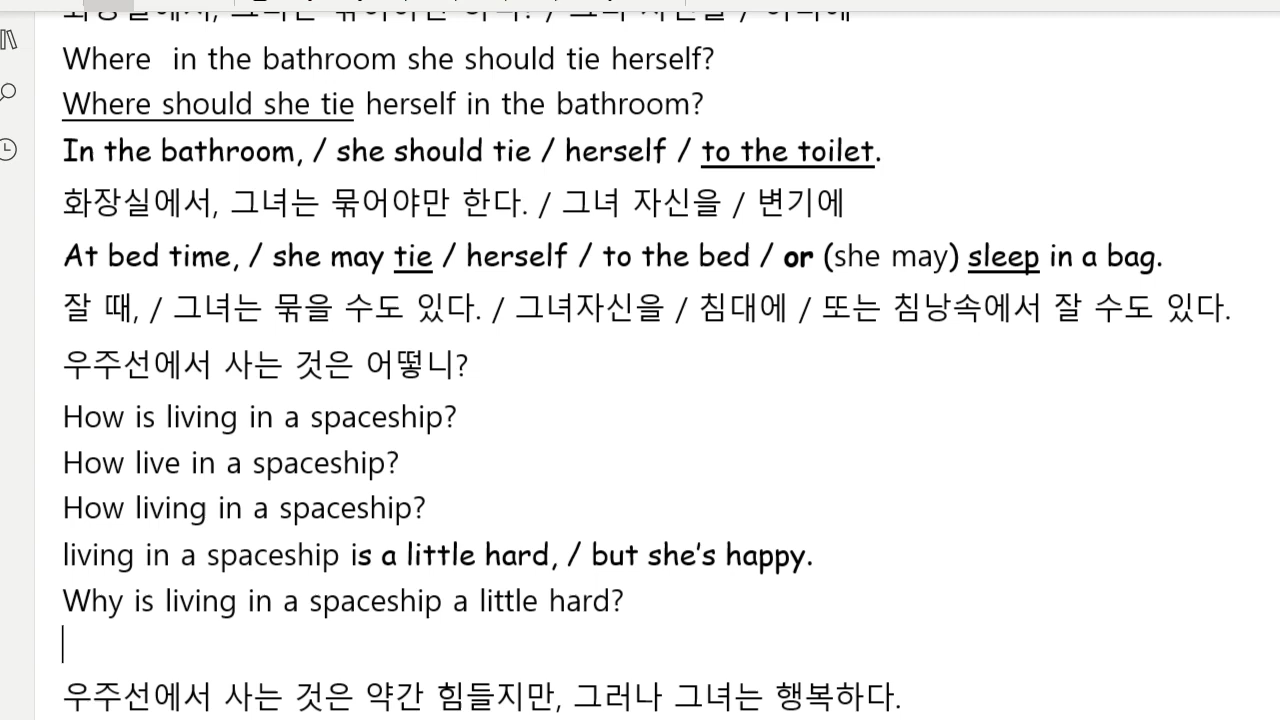 Where in the bathroom she should tie herself?
Where should she tie herself in the bathroom?
In the bathroom, / she should tie / herself / to the toilet.
화장실에서, 그녀는 묶어야만 한다. / 그녀 자신을 / 변기에
At bed time, / she may tie / herself / to the bed / or (she may) sleep in a bag.
잘 때, / 그녀는 묶을 수도 있다. / 그녀자신을 / 침대에 / 또는 침낭속에서 잘 수도 있다.
우주선에서 사는 것은 어떻니?
How is living in a spaceship?
How live in a spaceship?
How living in a spaceship?
living in a spaceship is a little hard, / but she's happy.
Why is living in a spaceship a little hard?
우주선에서 사는 것은 약간 힘들지만, 그러나 그녀는 행복하다.